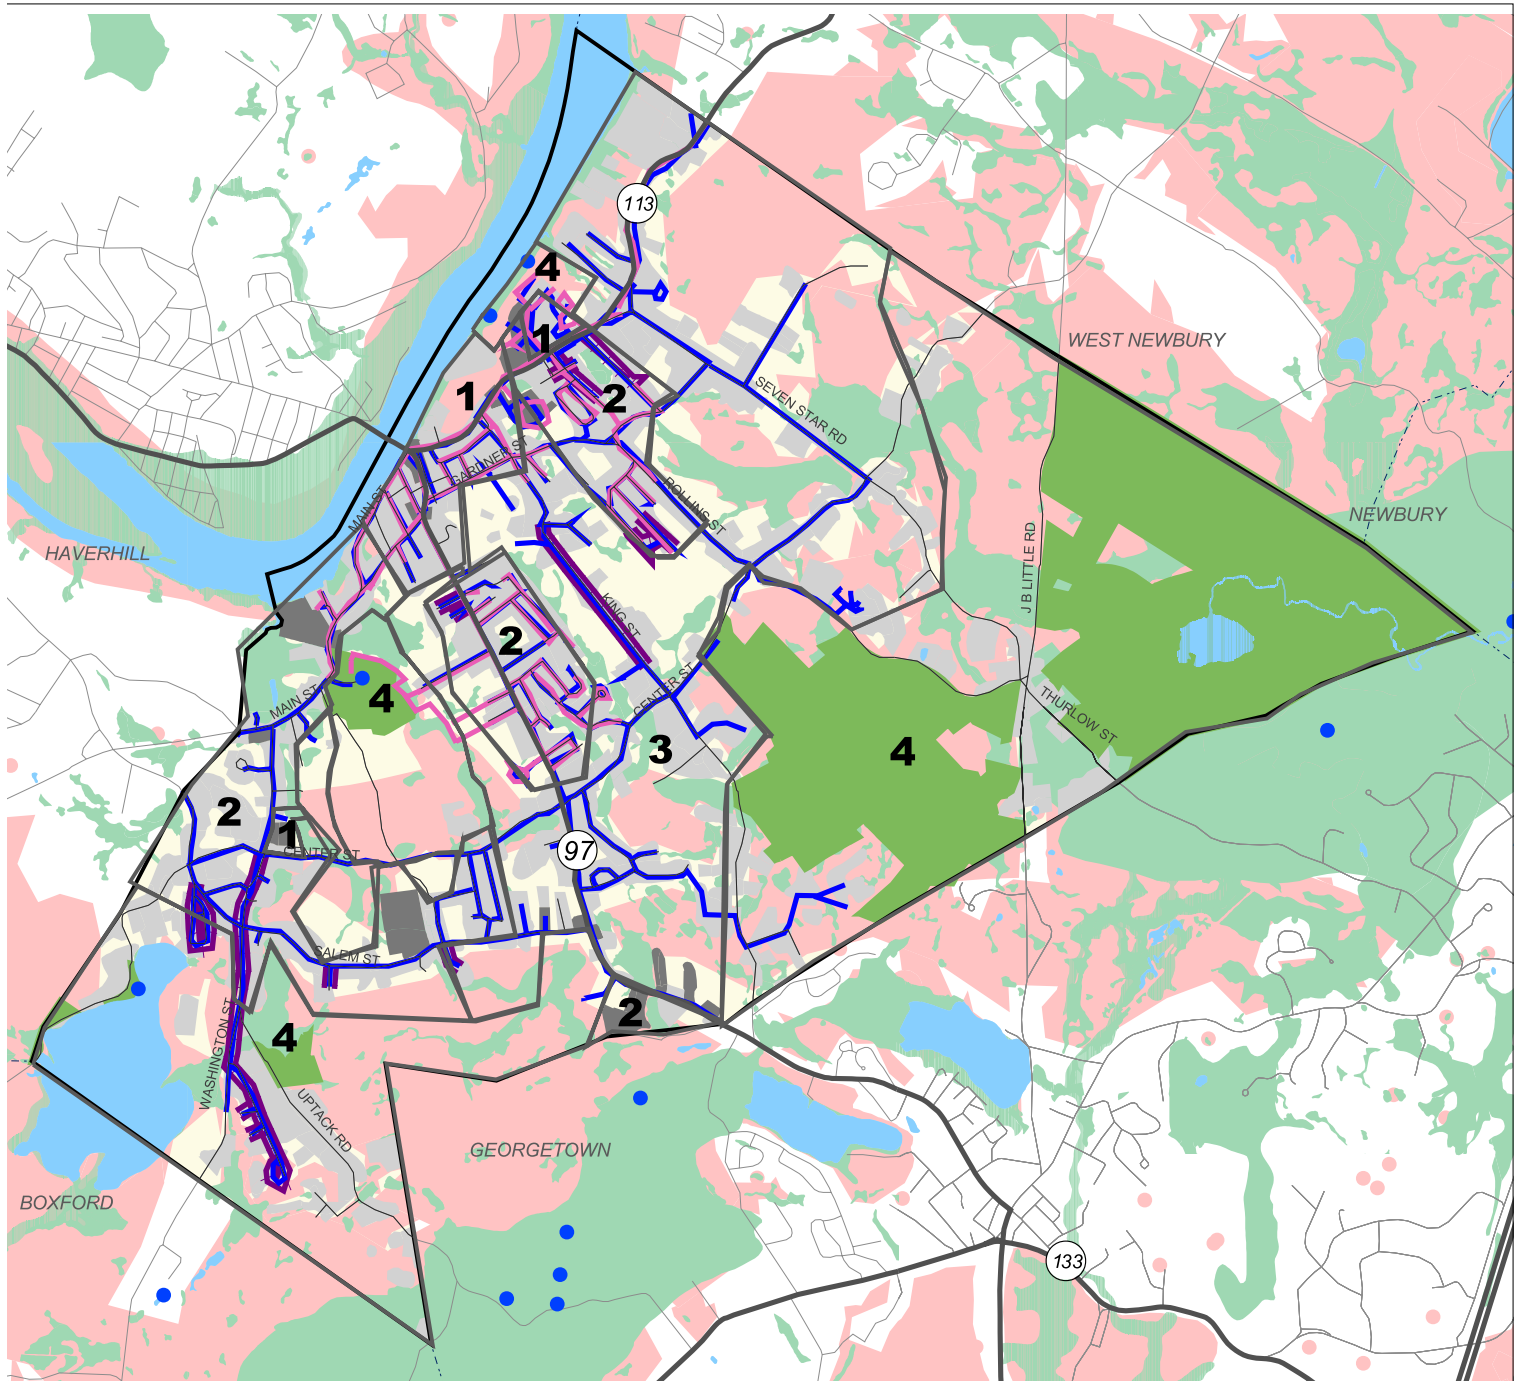 113
4
1
WEST NEWBURY
1
2
SEVEN STAR RD
GARDNER ST
MAIN ST
ROLLINS ST
NEWBURY
HAVERHILL
J B LITTLE RD
KING ST
2
CENTER ST
MAIN ST
4
THURLOW ST
3
4
2
1
CENTER ST
97
SALEM ST
2
WASHINGTON ST
4
UPTACK RD
GEORGETOWN
BOXFORD
133